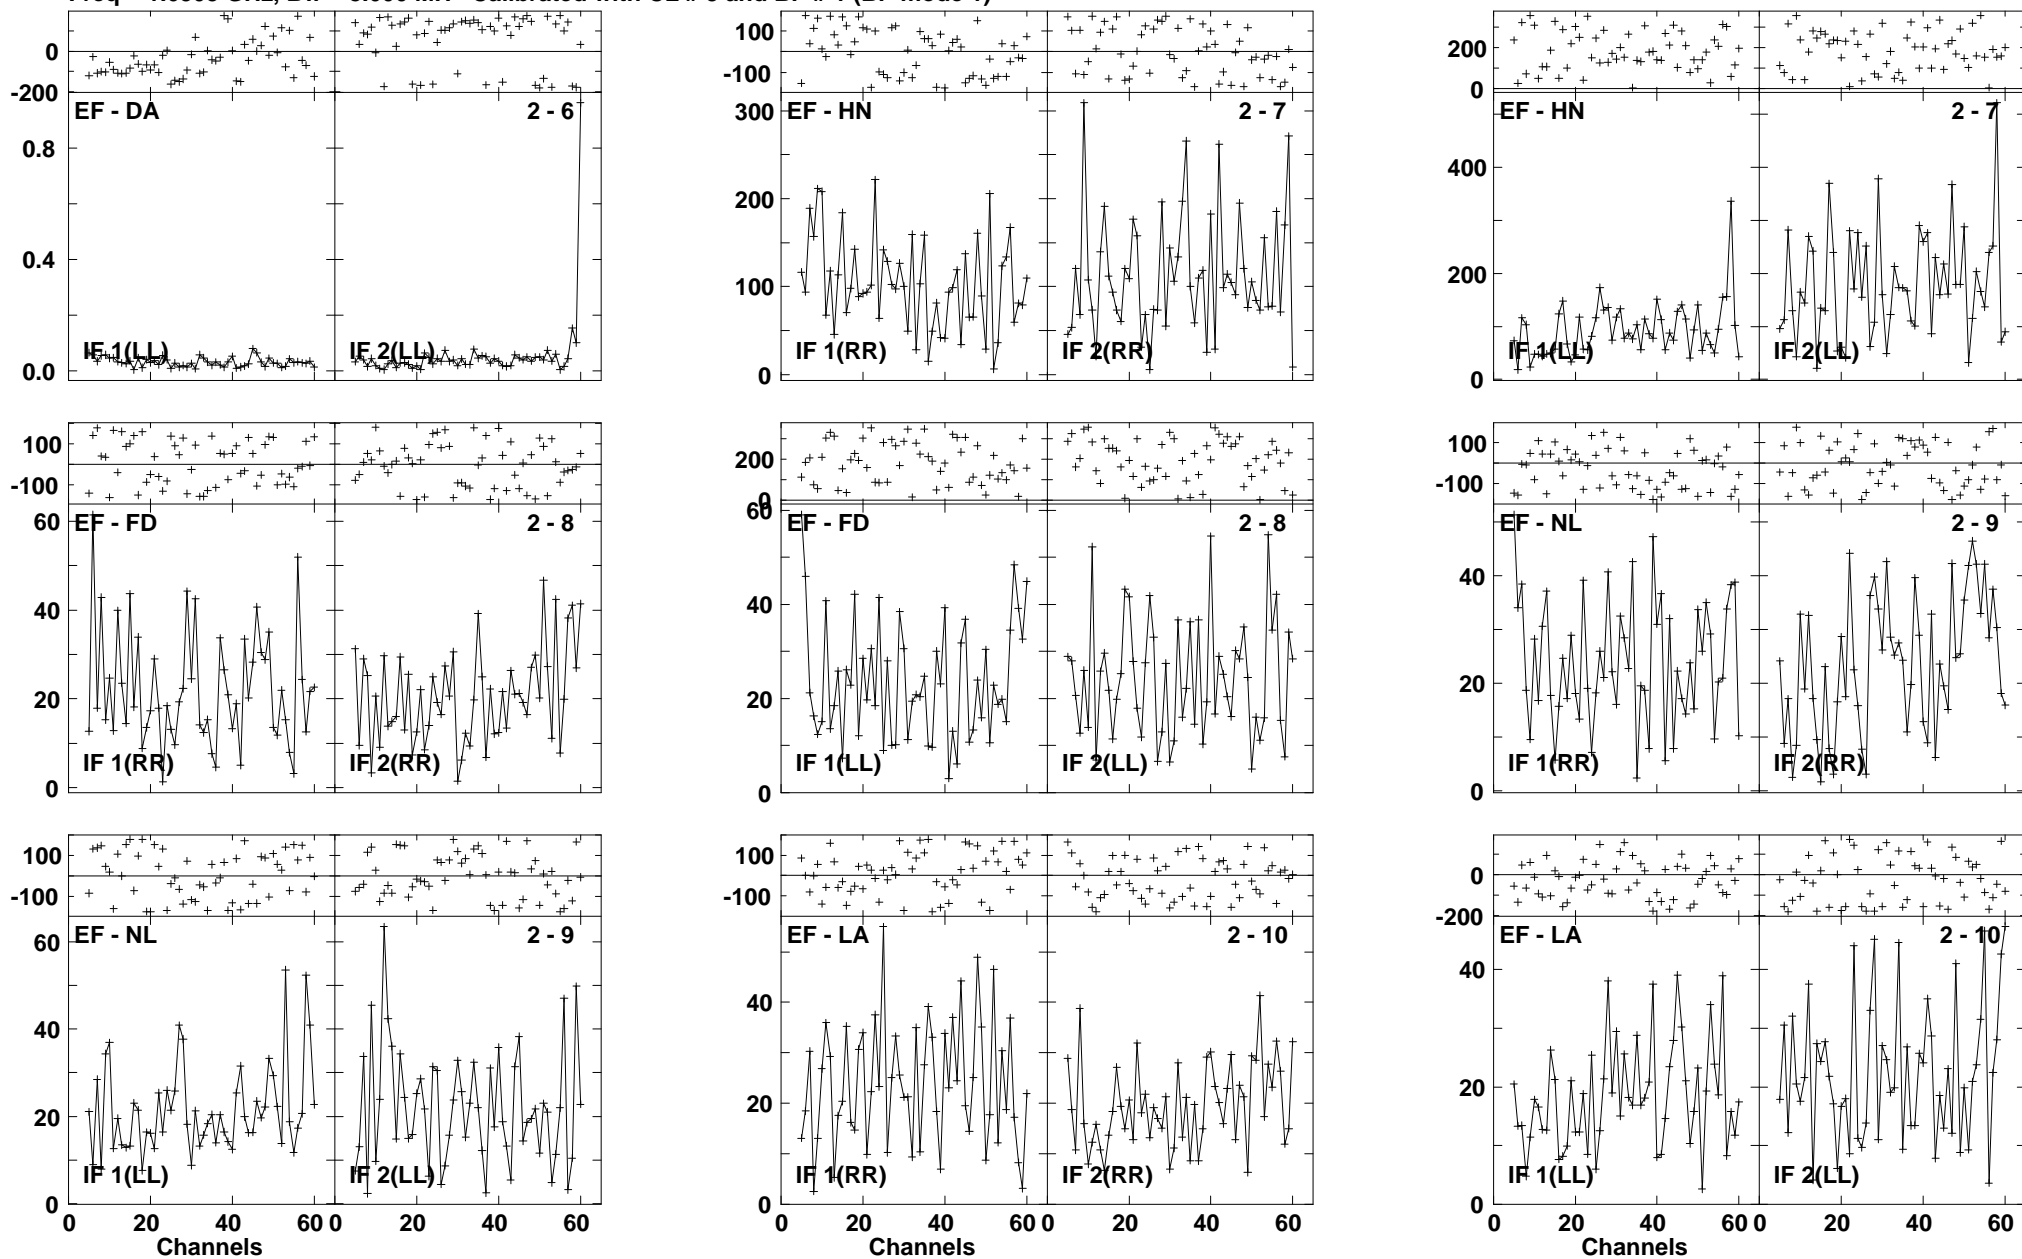 0
-200
EF - DA
2 - 6
0.8
0.4
0.0
IF 1(LL)
IF 2(LL)
100
-100
EF - HN
2 - 7
300
200
100
0
IF 1(RR)
IF 2(RR)
200
0
EF - HN
2 - 7
400
200
0
IF 1(LL)
IF 2(LL)
100
-100
EF - FD
2 - 8
60
40
20
0
IF 1(RR)
IF 2(RR)
200
0
EF - FD
2 - 8
60
40
20
0
IF 1(LL)
IF 2(LL)
100
-100
EF - NL
2 - 9
40
20
0
IF 1(RR)
IF 2(RR)
100
-100
EF - NL
2 - 9
60
40
20
0
IF 1(LL)
IF 2(LL)
0 20 40 60 0 20 40 60
Channels
100
-100
EF - LA
2 - 10
40
20
0
IF 1(RR)
IF 2(RR)
0 20 40 60 0 20 40 60
Channels
0
-200
EF - LA
2 - 10
40
20
0
IF 1(LL)
IF 2(LL)
0 20 40 60 0 20 40 60
Channels